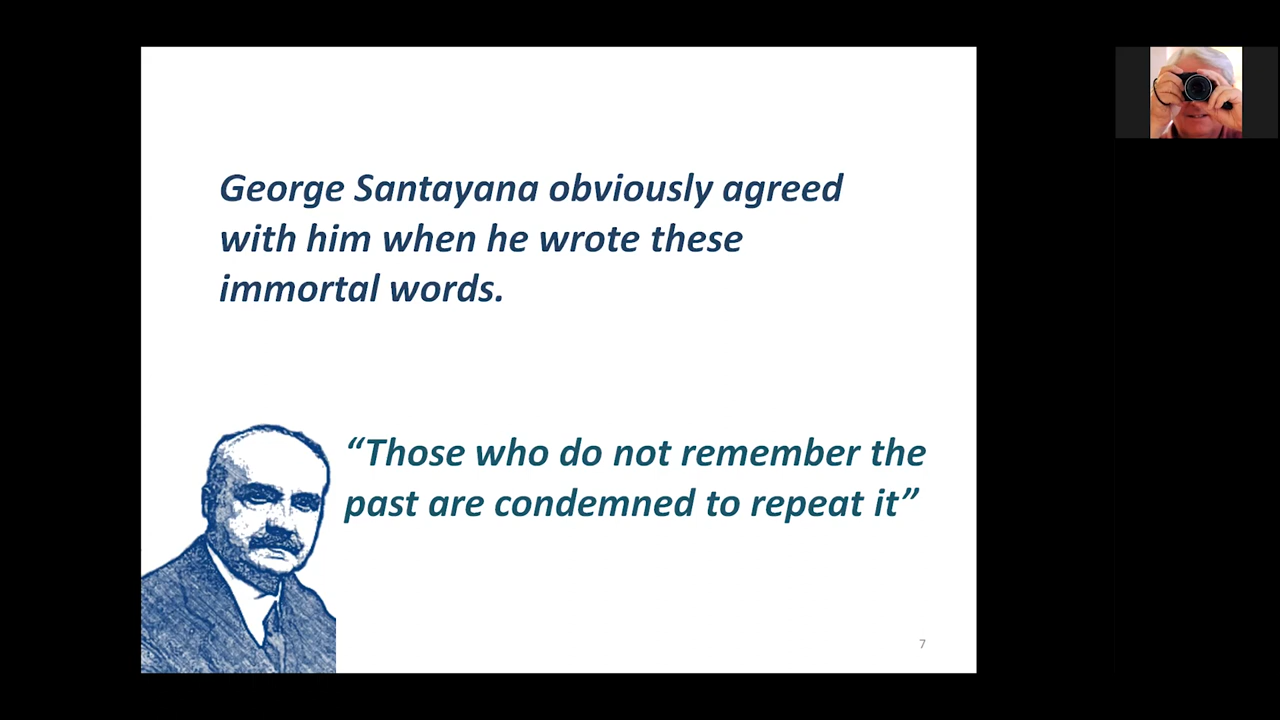 George Santayana obviously agreed
with him when he wrote these
immortal words.
“Those who do not remember the
past are condemned to repeat it”
7